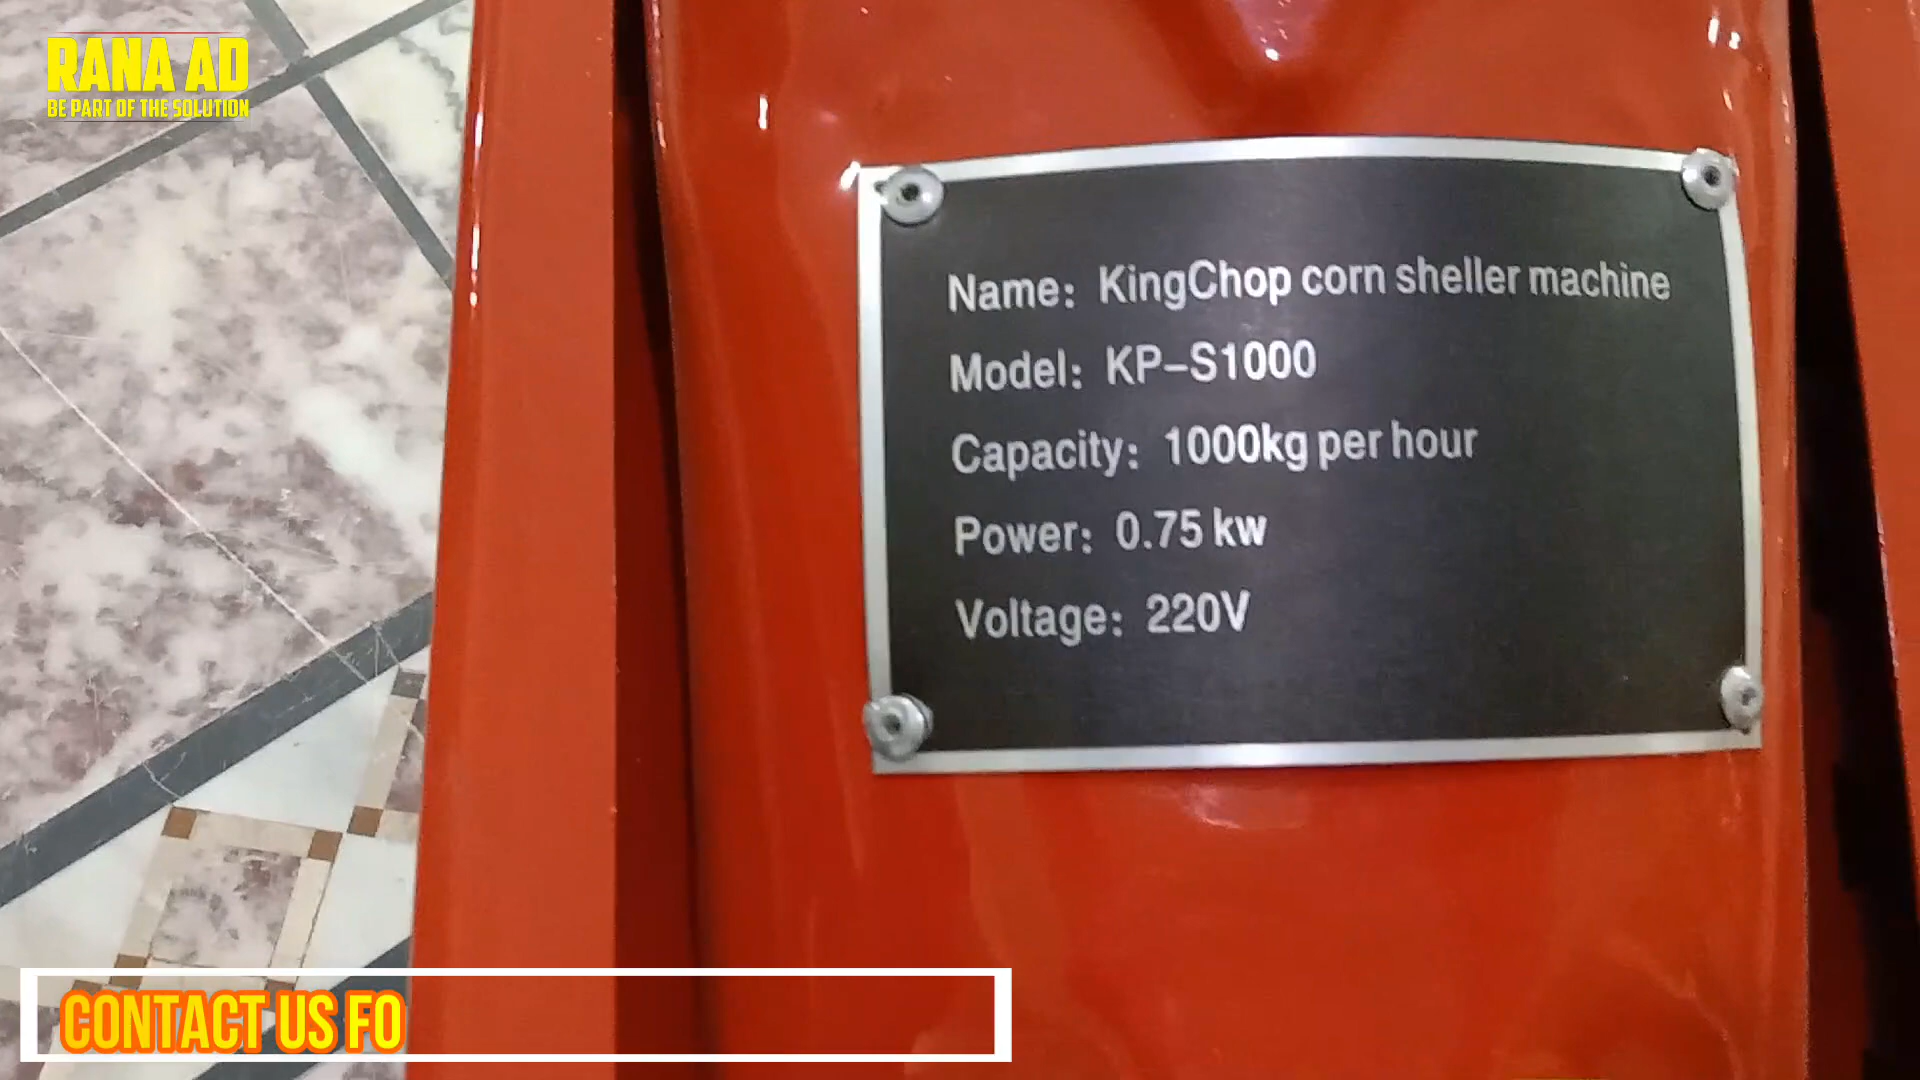 RANA AD
BE PART OF THE SOLUTION
Name: KingChop corn sheller machine
Model: KP-S1000
Capacity: 1000kg per hour
Power: 0.75 kw
Voltage: 220V
CONTACT US FO